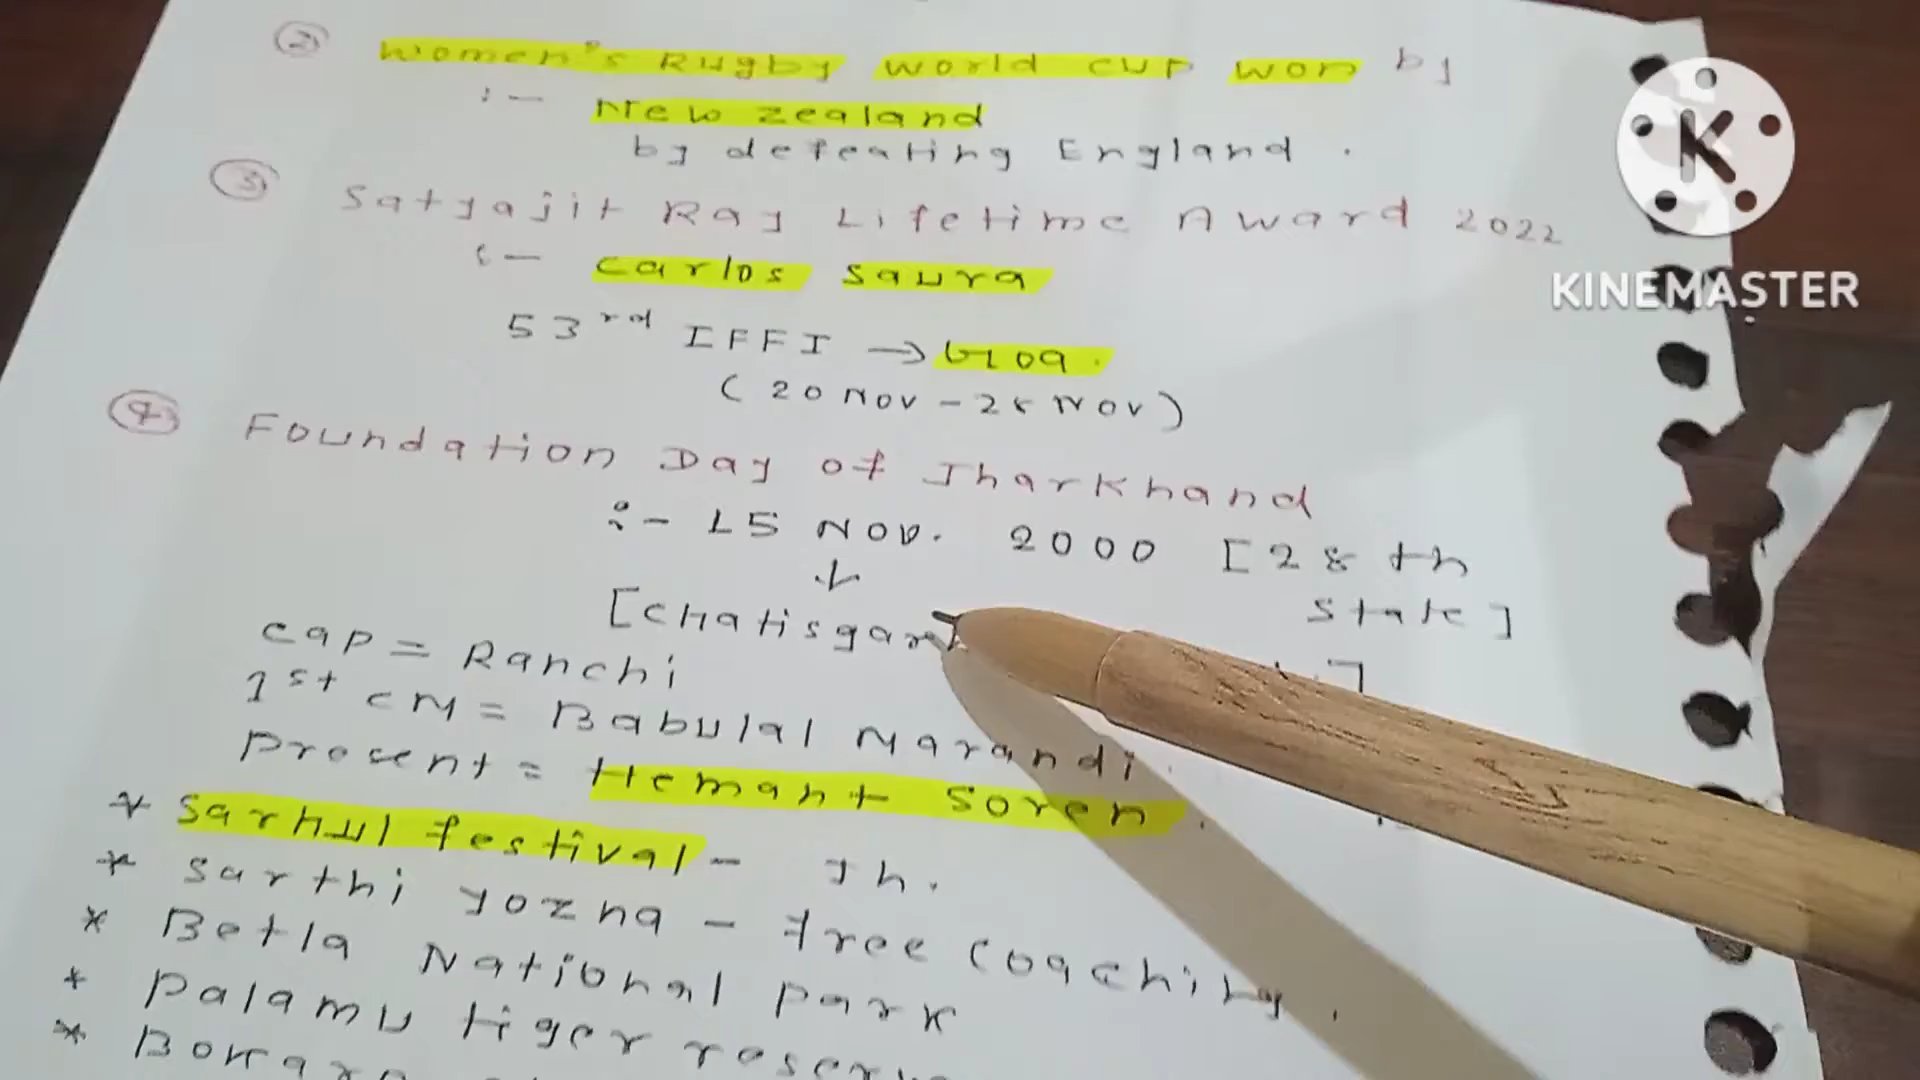 ② Women's Rugby World Cup won by
:- New Zealand
by defeating England.
③ Satyajit Ray Lifetime Award 2022
:- Carlos Saura
53rd IFFI → Goa.
(20 Nov - 28 Nov)
④ Foundation Day of Jharkhand
:- 15 Nov. 2000 [28th
state]
↓
[Chatisgar
Cap = Ranchi
1st CM = Babulal Marandi.
Present = Hemant Soren.
* Sarhul festival - Jh.
* Sarthi yozna - free coaching.
* Betla National park
* Palamu tiger reserv
* Bokaro
K
KINEMASTER